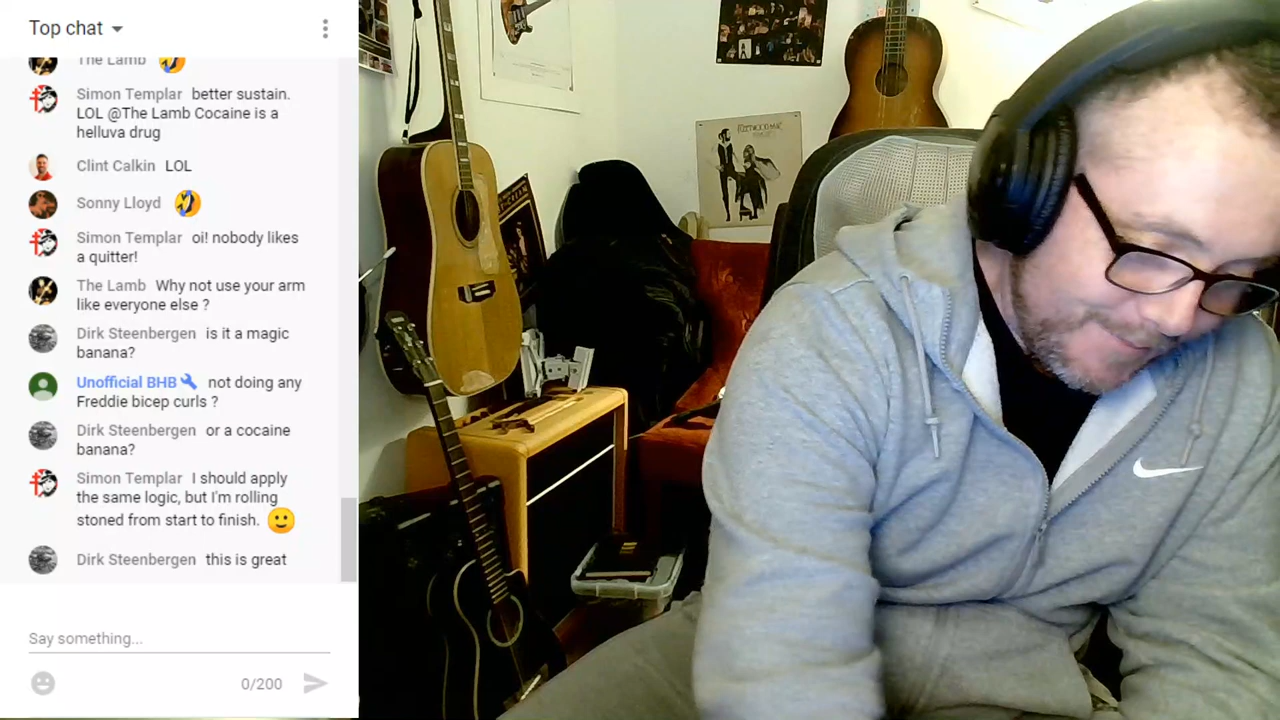 Top chat
The Lamb
Simon Templar better sustain.
LOL @The Lamb Cocaine is a
helluva drug
Clint Calkin LOL
Sonny Lloyd
Simon Templar oi! nobody likes
a quitter!
The Lamb Why not use your arm
like everyone else ?
Dirk Steenbergen is it a magic
banana?
Unofficial BHB not doing any
Freddie bicep curls ?
Dirk Steenbergen or a cocaine
banana?
Simon Templar I should apply
the same logic, but I'm rolling
stoned from start to finish.
Dirk Steenbergen this is great
Say something...
0/200
FLEETWOOD MAC